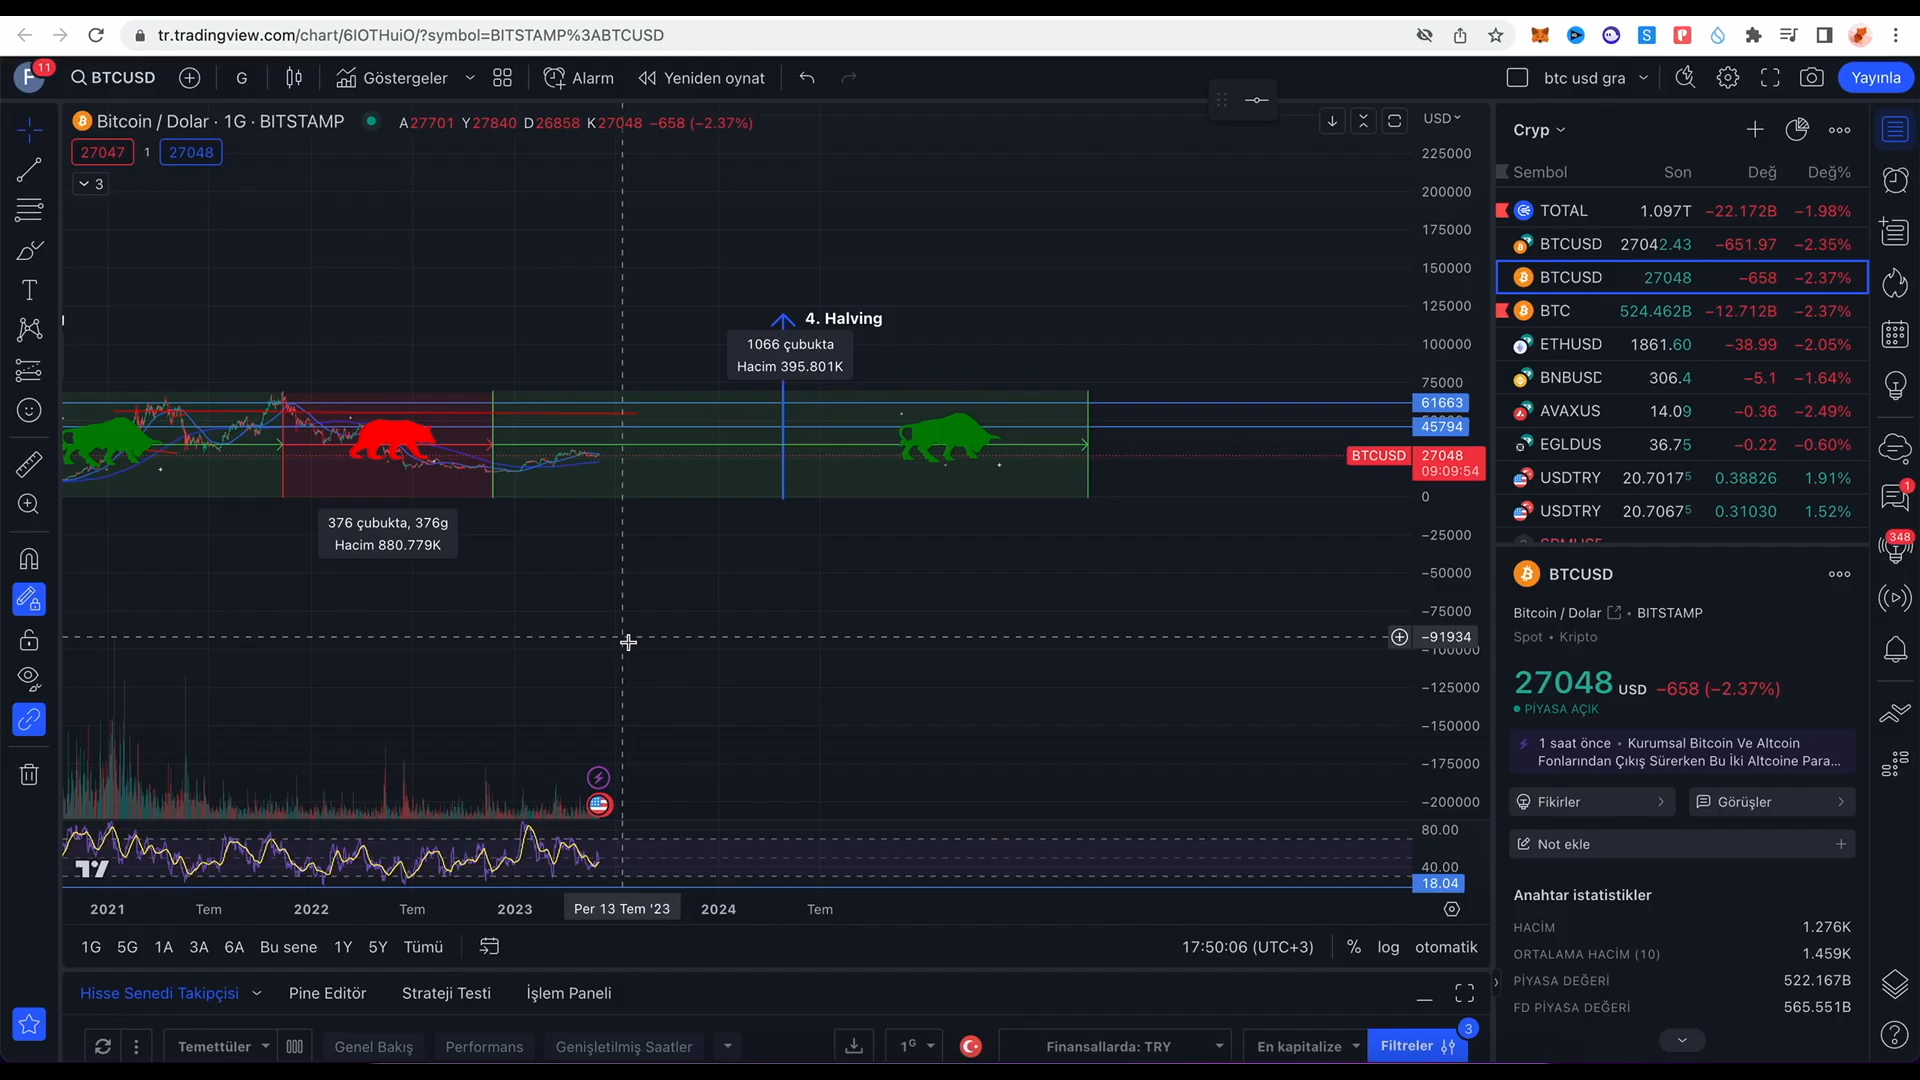 tr.tradingview.com/chart/6IOTHuiO/?symbol=BITSTAMP%3ABTCUSD
F 11 BTCUSD G Göstergeler Alarm Yeniden oynat btc usd gra Yayınla
Bitcoin / Dolar · 1G · BITSTAMP A27701 Y27840 D26858 K27048 −658 (−2.37%)
27047 1 27048
3
USD
225000
200000
175000
150000
125000
100000
75000
61663
45794
BTCUSD 27048
09:09:54
0
−25000
−50000
−75000
−91934
−100000
−125000
−150000
−175000
−200000
80.00
40.00
18.04
4. Halving
1066 çubukta
Hacim 395.801K
376 çubukta, 376g
Hacim 880.779K
2021 Tem 2022 Tem 2023 Per 13 Tem '23 2024 Tem
1G 5G 1A 3A 6A Bu sene 1Y 5Y Tümü 17:50:06 (UTC+3) % log otomatik
Hisse Senedi Takipçisi Pine Editör Strateji Testi İşlem Paneli
Temettüler Genel Bakış Performans Genişletilmiş Saatler 1G Finansallarda: TRY En kapitalize Filtreler 3
Cryp
Sembol Son Değ Değ%
TOTAL 1.097T −22.172B −1.98%
BTCUSD 27042.43 −651.97 −2.35%
BTCUSD 27048 −658 −2.37%
BTC 524.462B −12.712B −2.37%
ETHUSD 1861.60 −38.99 −2.05%
BNBUSD 306.4 −5.1 −1.64%
AVAXUS 14.09 −0.36 −2.49%
EGLDUS 36.75 −0.22 −0.60%
USDTRY 20.70175 0.38826 1.91%
USDTRY 20.70675 0.31030 1.52%
BTCUSD
Bitcoin / Dolar • BITSTAMP
Spot • Kripto
27048 USD −658 (−2.37%)
PİYASA AÇIK
1 saat önce • Kurumsal Bitcoin Ve Altcoin
Fonlarından Çıkış Sürerken Bu İki Altcoine Para...
Fikirler Görüşler
Not ekle
Anahtar istatistikler
HACİM 1.276K
ORTALAMA HACİM (10) 1.459K
PİYASA DEĞERİ 522.167B
FD PİYASA DEĞERİ 565.551B
1
348